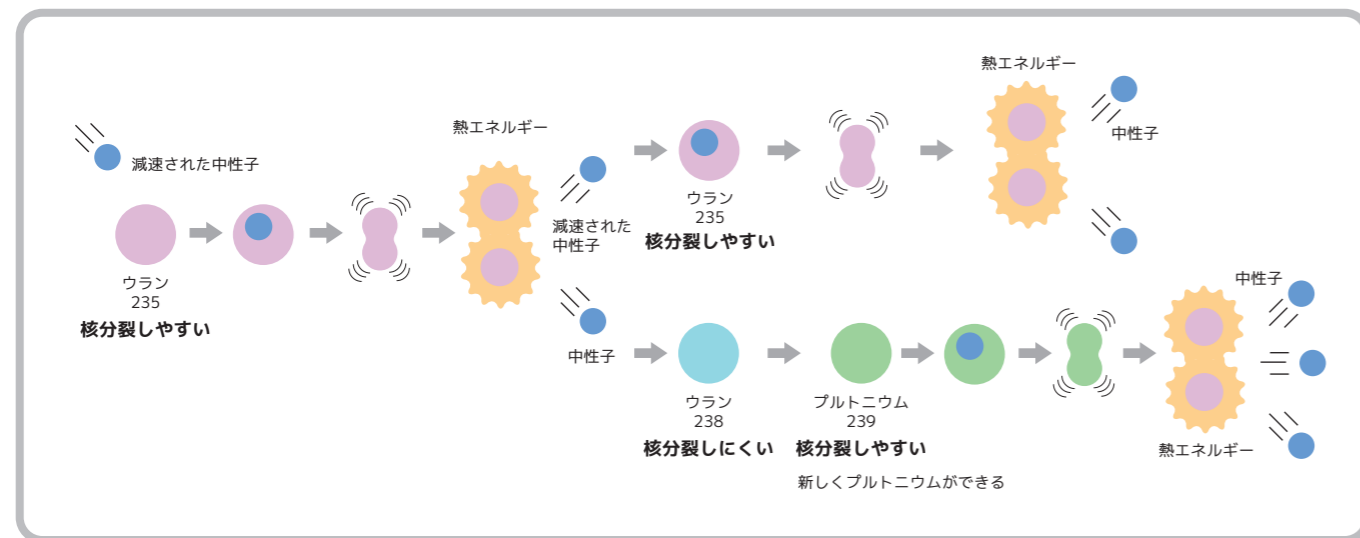 減速された中性子
ウラン
235
核分裂しやすい
熱エネルギー
減速された
中性子
ウラン
235
核分裂しやすい
熱エネルギー
中性子
中性子
ウラン
238
核分裂しにくい
プルトニウム
239
核分裂しやすい
新しくプルトニウムができる
中性子
熱エネルギー